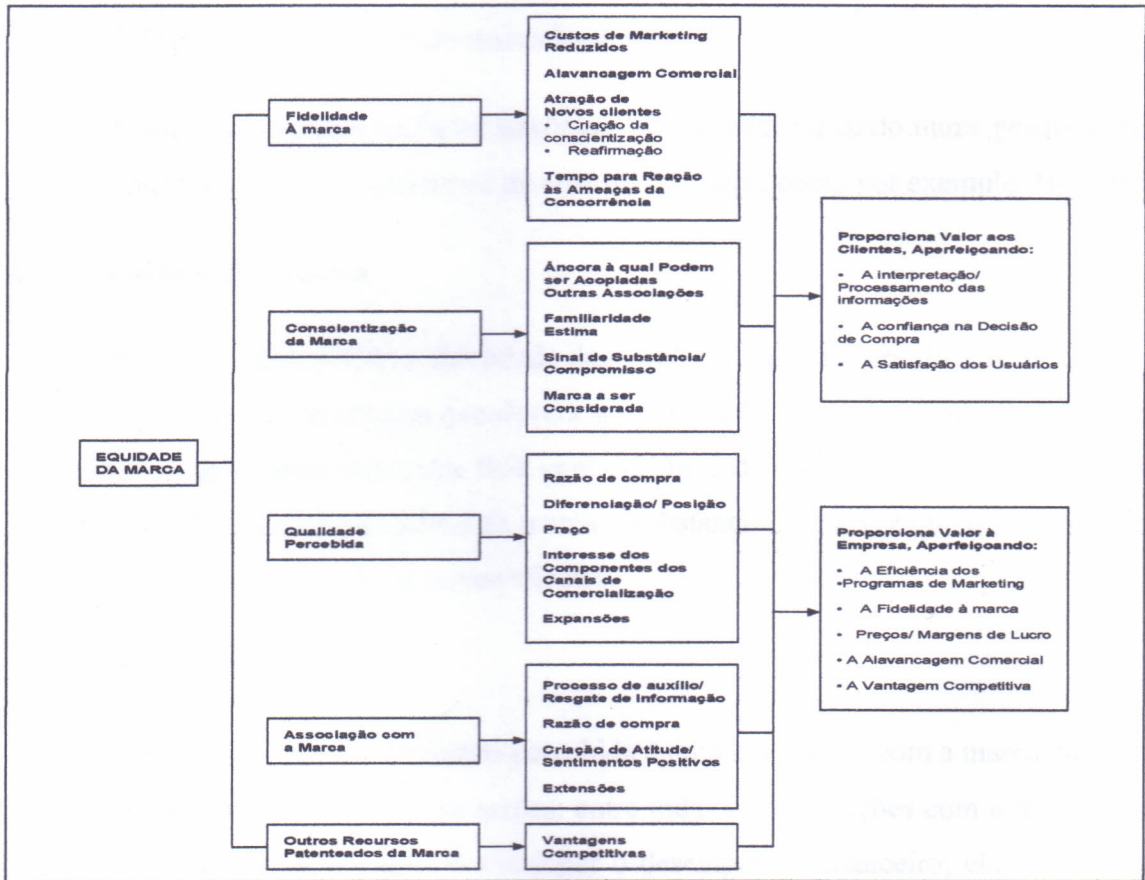 Custos de Marketing
Reduzidos
Alavancagem Comercial
Atração de
Novos clientes
• Criação da
conscientização
• Reafirmação
Tempo para Reação
às Ameaças da
Concorrência
Fidelidade
À marca
Âncora à qual Podem
ser Acopladas
Outras Associações
Familiaridade
Estima
Sinal de Substância/
Compromisso
Marca a ser
Considerada
Conscientização
da Marca
Proporciona Valor aos
Clientes, Aperfeiçoando:
• A interpretação/
Processamento das
informações
• A confiança na Decisão
de Compra
• A Satisfação dos Usuários
EQUIDADE
DA MARCA
Qualidade
Percebida
Razão de compra
Diferenciação/ Posição
Preço
Interesse dos
Componentes dos
Canais de
Comercialização
Expansões
Proporciona Valor à
Empresa, Aperfeiçoando:
• A Eficiência dos
•Programas de Marketing
• A Fidelidade à marca
• Preços/ Margens de Lucro
• A Alavancagem Comercial
• A Vantagem Competitiva
Associação com
a Marca
Processo de auxílio/
Resgate de Informação
Razão de compra
Criação de Atitude/
Sentimentos Positivos
Extensões
Outros Recursos
Patenteados da Marca
Vantagens
Competitivas